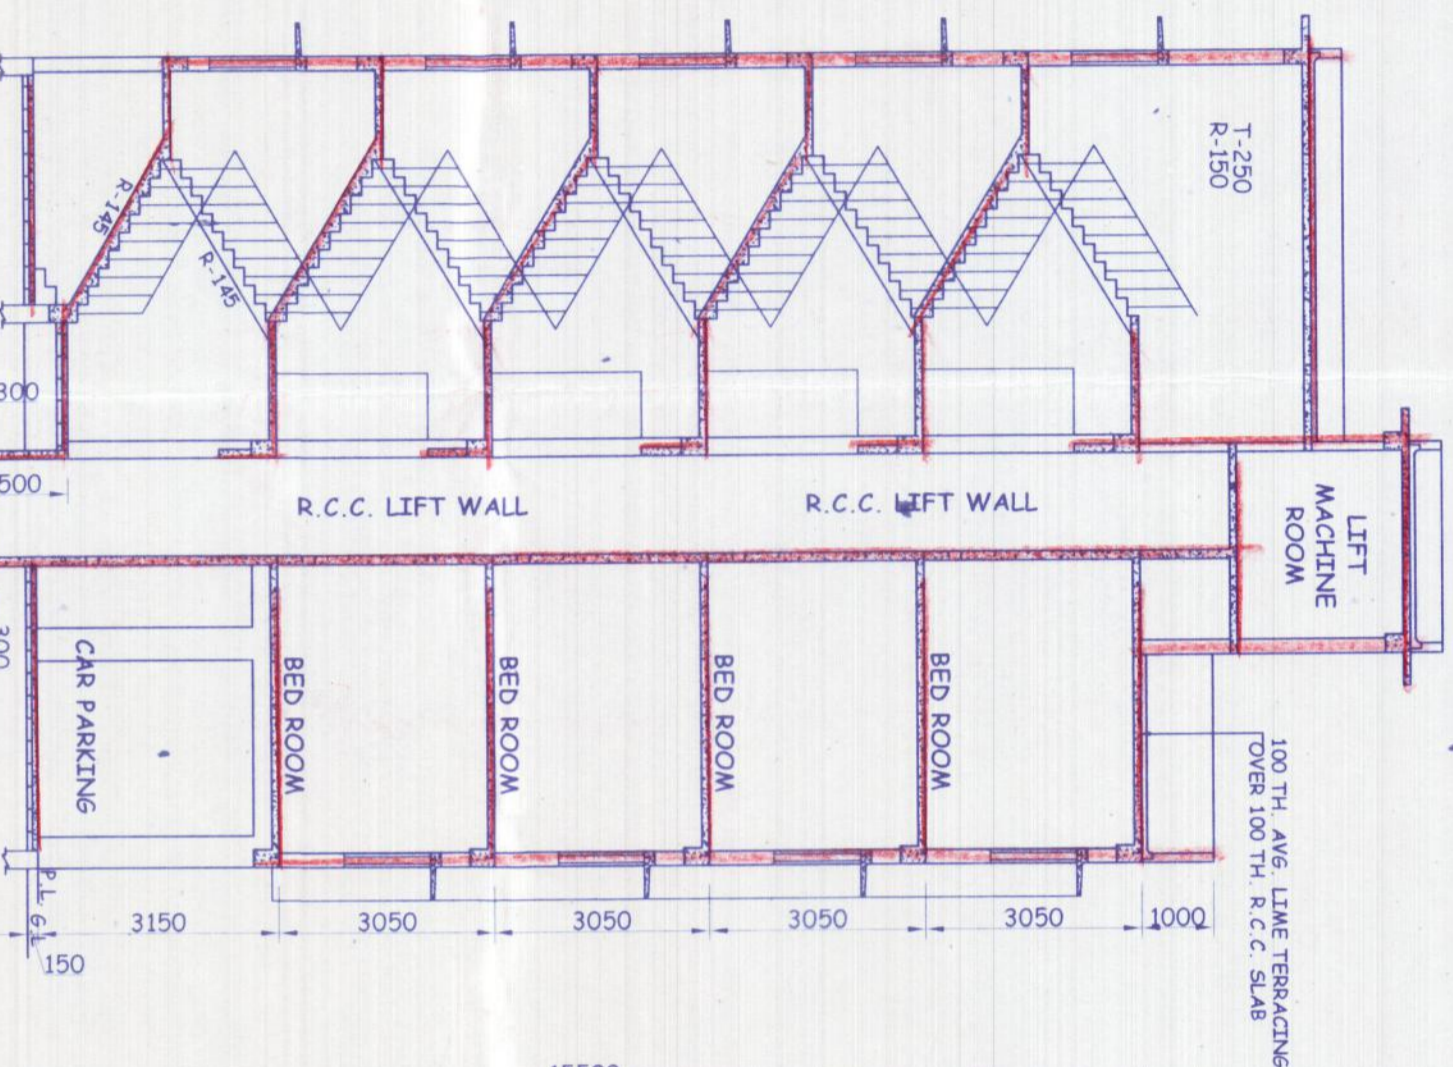 T-250
R-150
R-145
R-145
300
500
R.C.C. LIFT WALL
R.C.C. LIFT WALL
LIFT
MACHINE
ROOM
CAR PARKING
BED ROOM
BED ROOM
BED ROOM
BED ROOM
100 TH. AVG. LIME TERRACING
OVER 100 TH. R.C.C. SLAB
P.L.
G.L
3150
3050
3050
3050
3050
1000
150